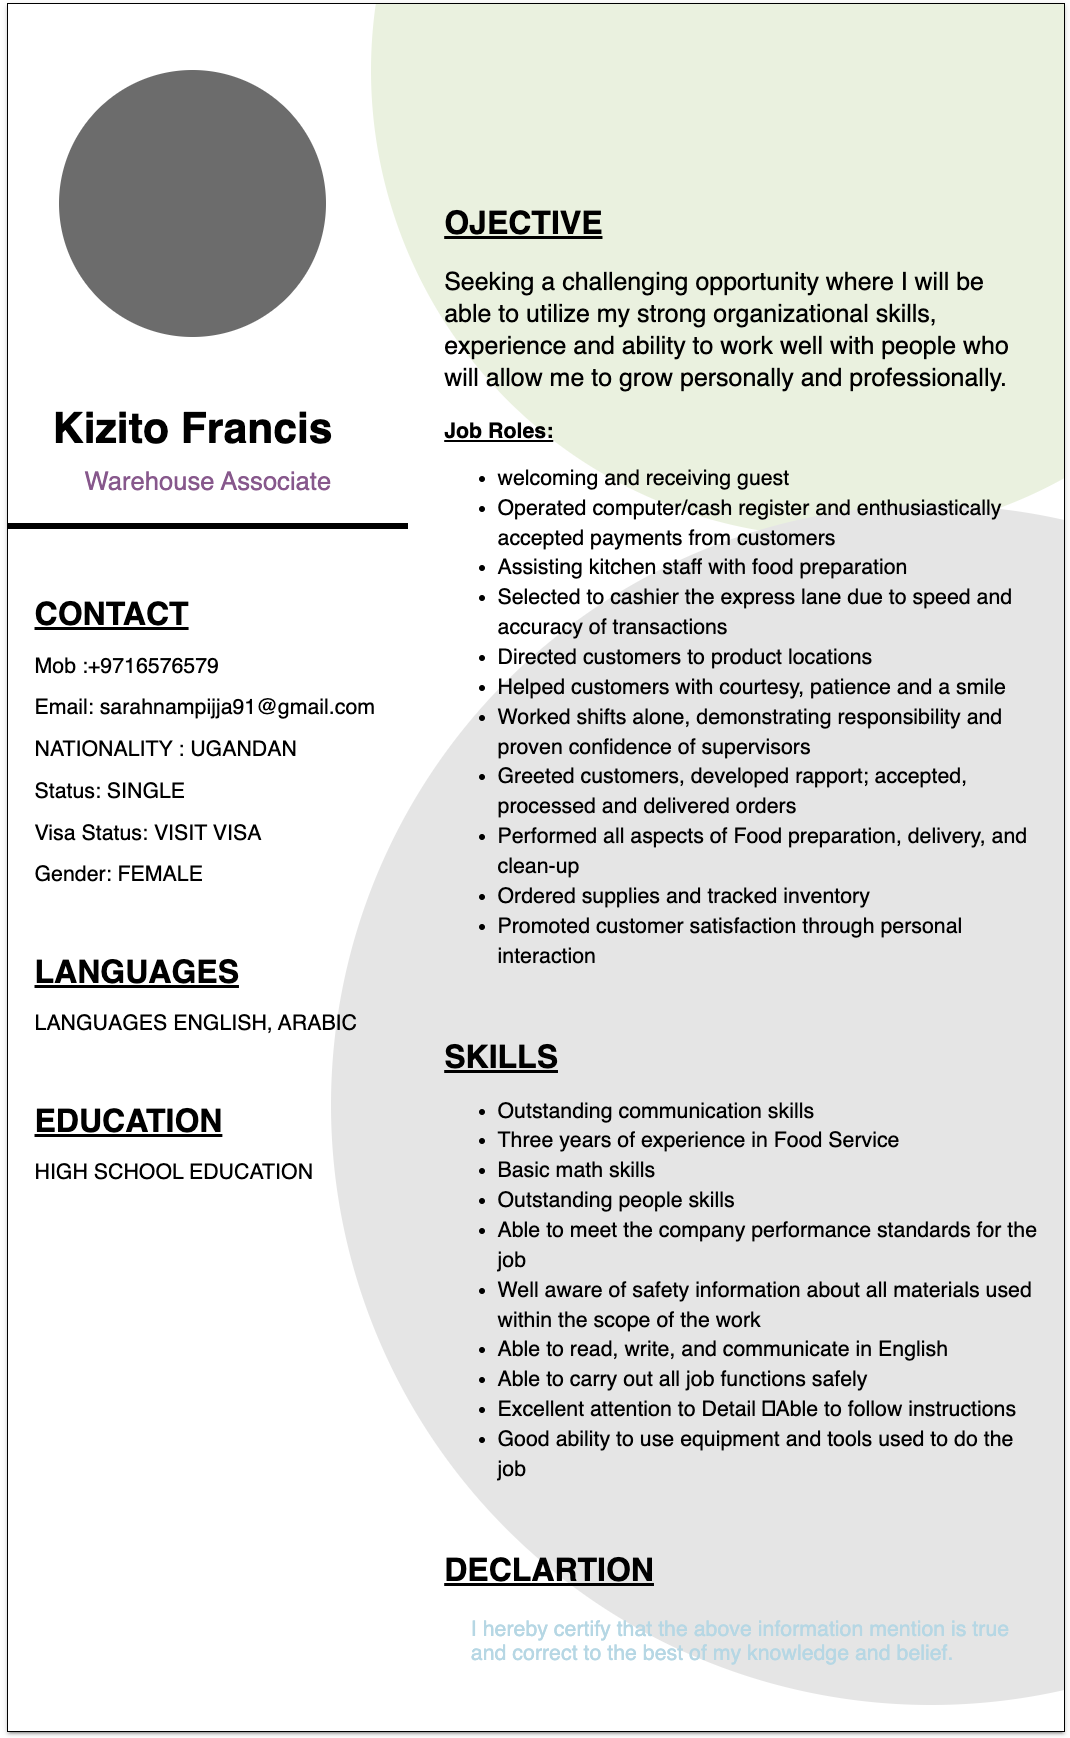 Kizito Francis
Warehouse Associate
CONTACT
Mob :+9716576579
Email: sarahnampijja91@gmail.com
NATIONALITY : UGANDAN
Status: SINGLE
Visa Status: VISIT VISA
Gender: FEMALE
LANGUAGES
LANGUAGES ENGLISH, ARABIC
EDUCATION
HIGH SCHOOL EDUCATION
OJECTIVE
Seeking a challenging opportunity where I will be
able to utilize my strong organizational skills,
experience and ability to work well with people who
will allow me to grow personally and professionally.
Job Roles:
• welcoming and receiving guest
• Operated computer/cash register and enthusiastically
accepted payments from customers
• Assisting kitchen staff with food preparation
• Selected to cashier the express lane due to speed and
accuracy of transactions
• Directed customers to product locations
• Helped customers with courtesy, patience and a smile
• Worked shifts alone, demonstrating responsibility and
proven confidence of supervisors
• Greeted customers, developed rapport; accepted,
processed and delivered orders
• Performed all aspects of Food preparation, delivery, and
clean-up
• Ordered supplies and tracked inventory
• Promoted customer satisfaction through personal
interaction
SKILLS
• Outstanding communication skills
• Three years of experience in Food Service
• Basic math skills
• Outstanding people skills
• Able to meet the company performance standards for the
job
• Well aware of safety information about all materials used
within the scope of the work
• Able to read, write, and communicate in English
• Able to carry out all job functions safely
• Excellent attention to Detail Able to follow instructions
• Good ability to use equipment and tools used to do the
job
DECLARTION
I hereby certify that the above information mention is true
and correct to the best of my knowledge and belief.